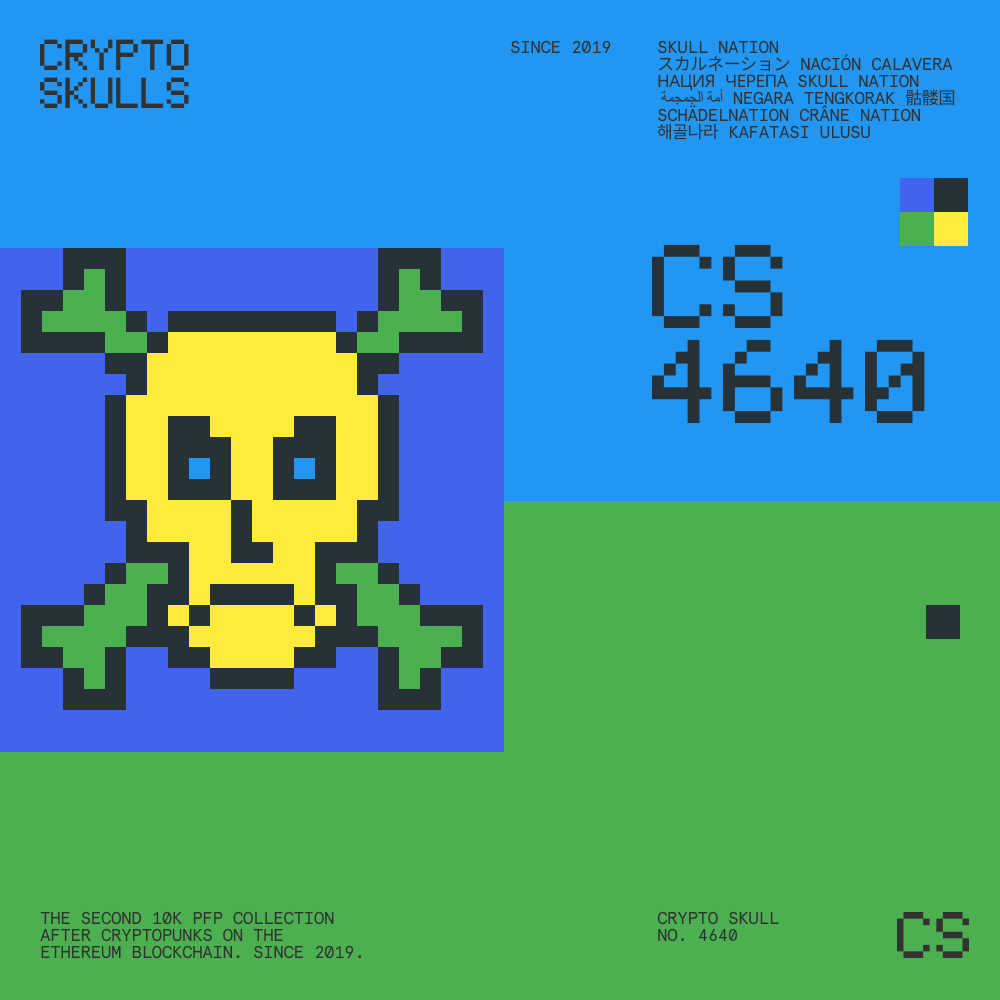 CRYPTO
SKULLS
SINCE 2019
SKULL NATION
スカルネーション NACIÓN CALAVERA
НАЦИЯ ЧЕРЕПА SKULL NATION
أمة الجمجمة NEGARA TENGKORAK 骷髅国
SCHÄDELNATION CRÂNE NATION
해골나라 KAFATASI ULUSU
CS
4640
THE SECOND 10K PFP COLLECTION
AFTER CRYPTOPUNKS ON THE
ETHEREUM BLOCKCHAIN. SINCE 2019.
CRYPTO SKULL
NO. 4640
CS